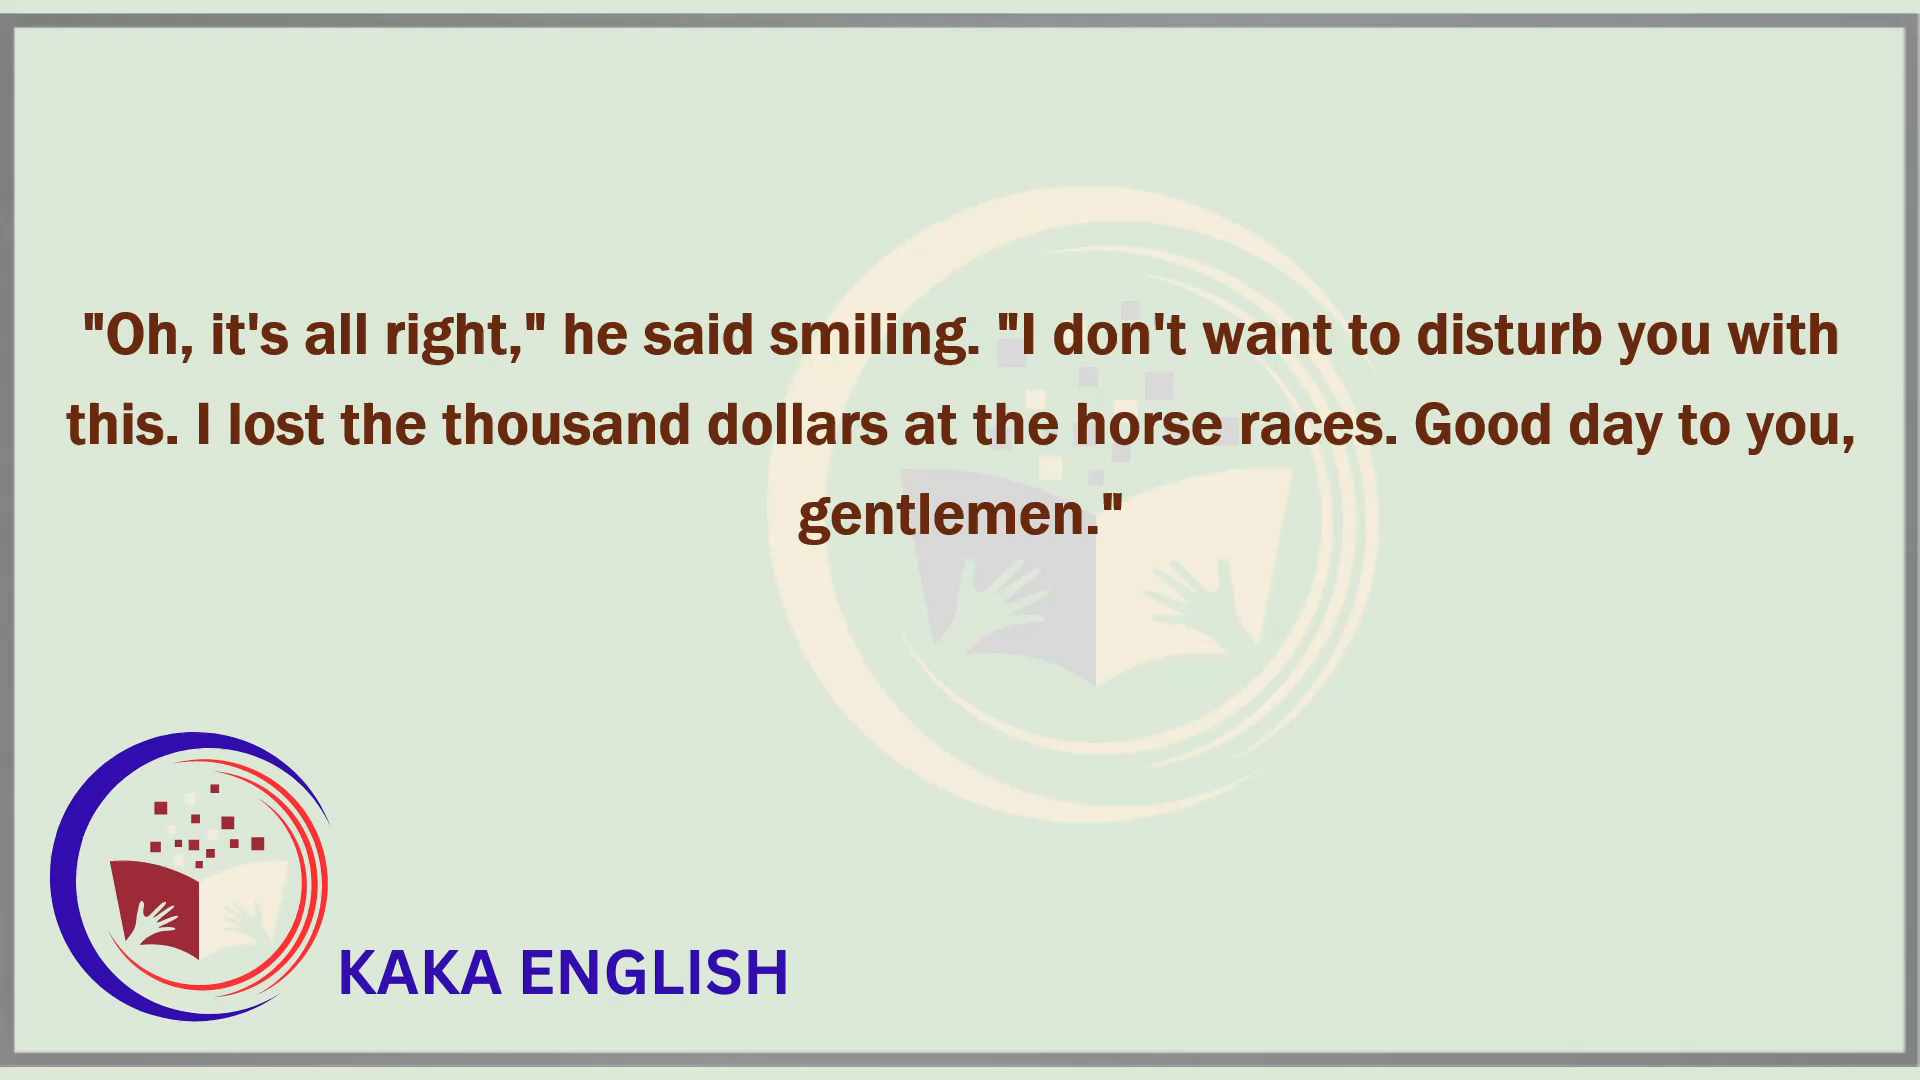 "Oh, it's all right," he said smiling. "I don't want to disturb you with
this. I lost the thousand dollars at the horse races. Good day to you,
gentlemen."
KAKA ENGLISH